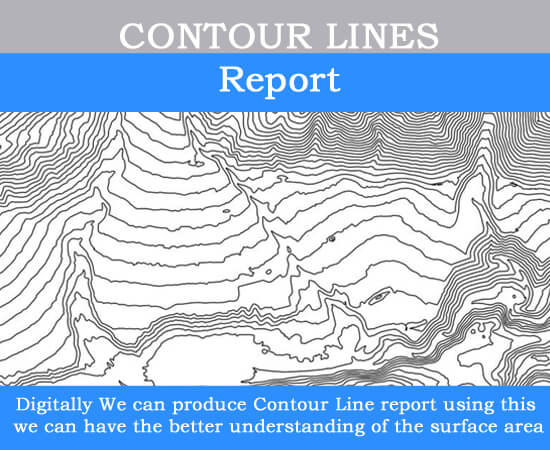 CONTOUR LINES
Report
Digitally We can produce Contour Line report using this
we can have the better understanding of the surface area